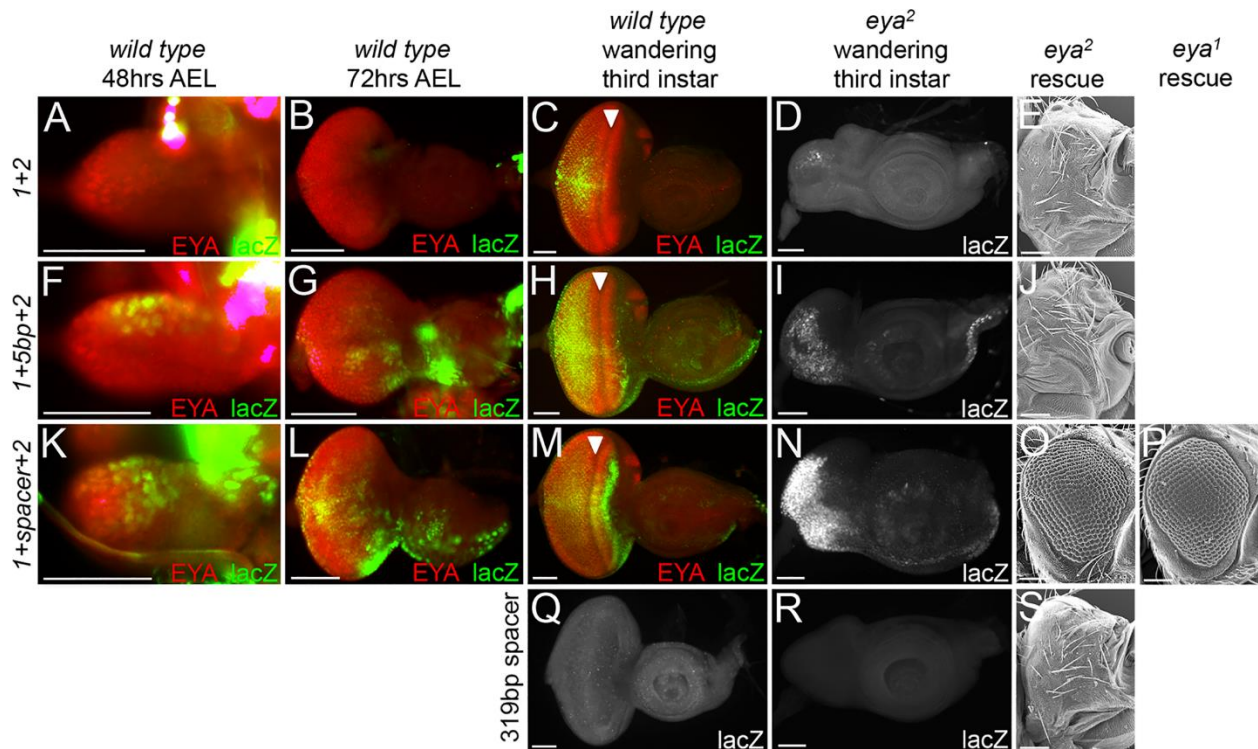 wild type
48hrs AEL
wild type
72hrs AEL
wild type
wandering
third instar
eya²
wandering
third instar
eya²
rescue
eya¹
rescue
1+2
A
EYA lacZ
B
EYA lacZ
C
EYA lacZ
D
lacZ
E
1+5bp+2
F
EYA lacZ
G
EYA lacZ
H
EYA lacZ
I
lacZ
J
1+spacer+2
K
EYA lacZ
L
EYA lacZ
M
EYA lacZ
N
lacZ
O
P
319bp spacer
Q
lacZ
R
lacZ
S